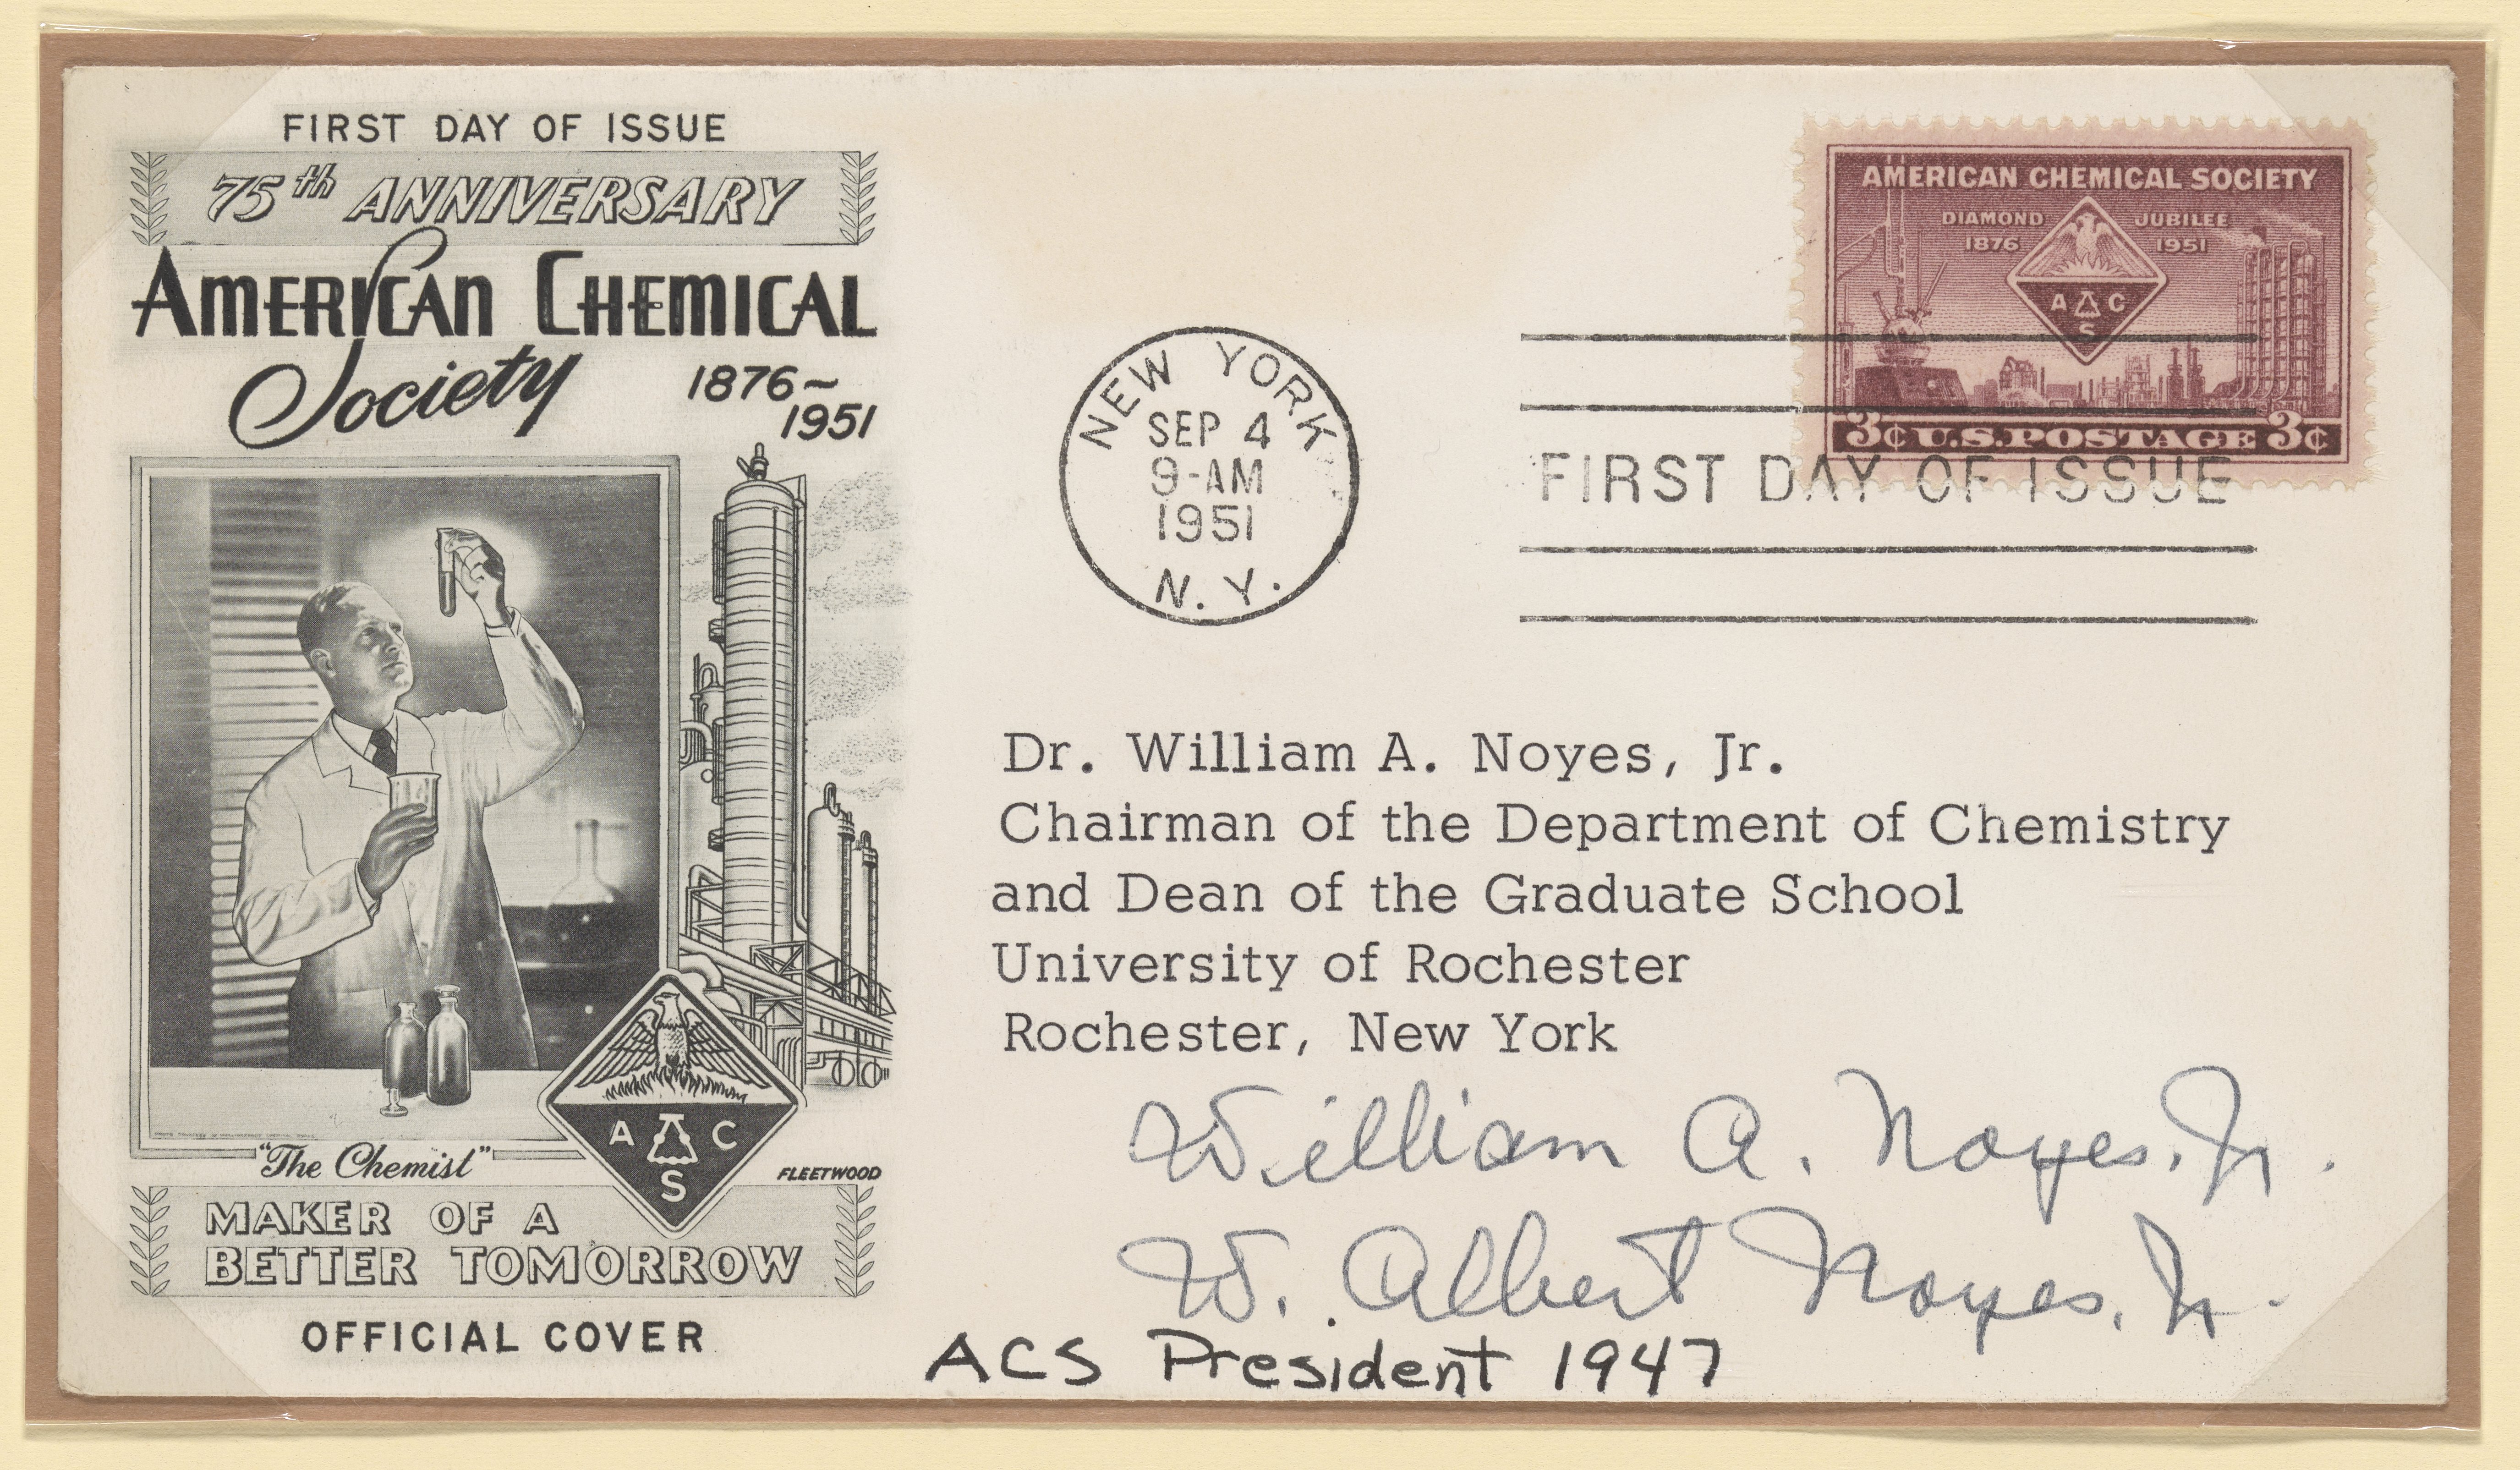 FIRST DAY OF ISSUE
75th ANNIVERSARY
AMERICAN CHEMICAL
Society
1876~
1951
"The Chemist"
A C
S
FLEETWOOD
MAKER OF A
BETTER TOMORROW
OFFICIAL COVER
NEW YORK
SEP 4
9-AM
1951
N. Y.
AMERICAN CHEMICAL SOCIETY
DIAMOND JUBILEE
1876 1951
A C
S
3¢ U.S. POSTAGE 3¢
FIRST DAY OF ISSUE
Dr. William A. Noyes, Jr.
Chairman of the Department of Chemistry
and Dean of the Graduate School
University of Rochester
Rochester, New York
William A. Noyes, Jr.
W. Albert Noyes, Jr.
ACS President 1947